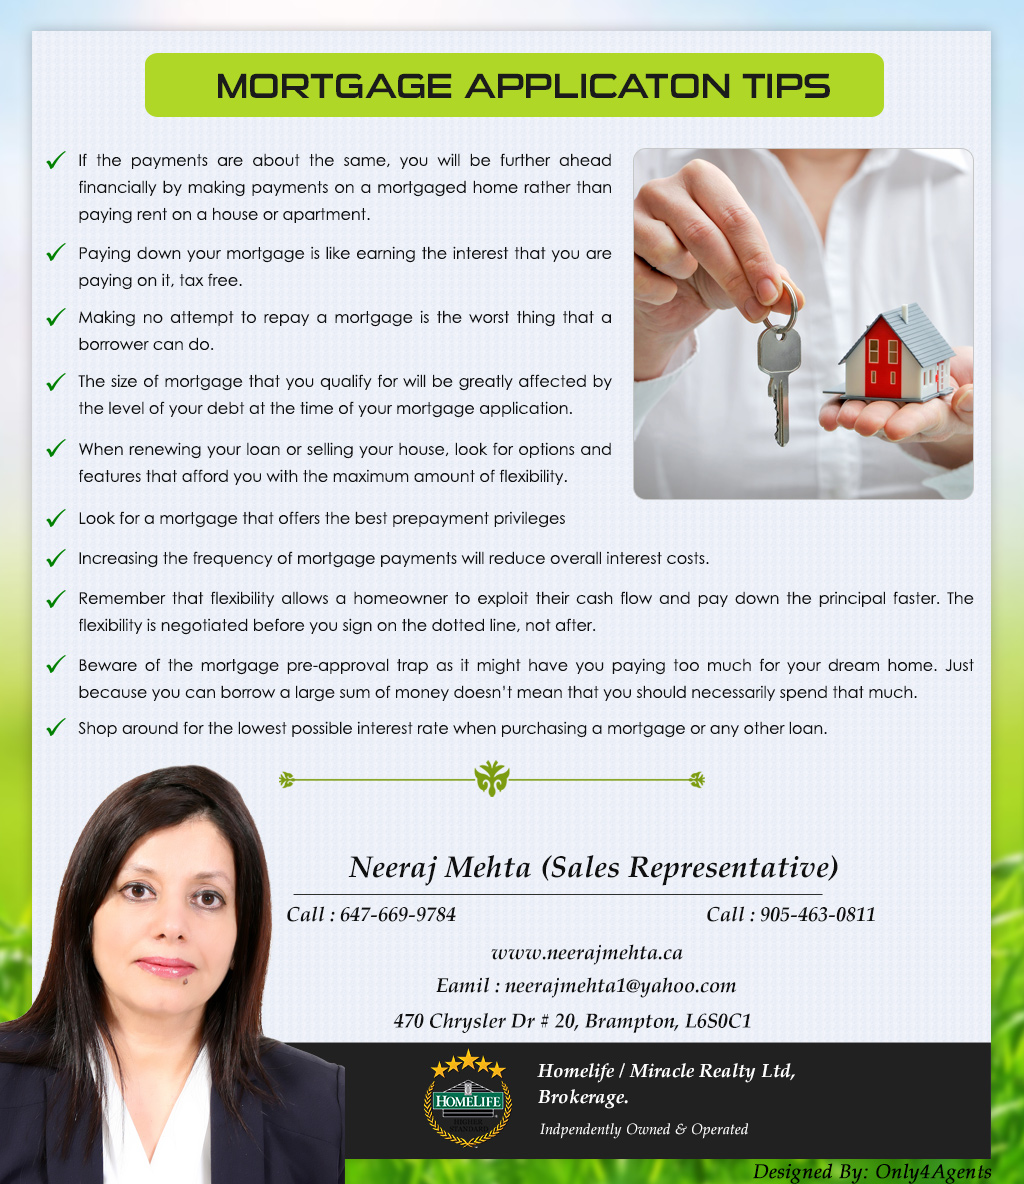 MORTGAGE APPLICATON TIPS
If the payments are about the same, you will be further ahead
financially by making payments on a mortgaged home rather than
paying rent on a house or apartment.
Paying down your mortgage is like earning the interest that you are
paying on it, tax free.
Making no attempt to repay a mortgage is the worst thing that a
borrower can do.
The size of mortgage that you qualify for will be greatly affected by
the level of your debt at the time of your mortgage application.
When renewing your loan or selling your house, look for options and
features that afford you with the maximum amount of flexibility.
Look for a mortgage that offers the best prepayment privileges
Increasing the frequency of mortgage payments will reduce overall interest costs.
Remember that flexibility allows a homeowner to exploit their cash flow and pay down the principal faster. The
flexibility is negotiated before you sign on the dotted line, not after.
Beware of the mortgage pre-approval trap as it might have you paying too much for your dream home. Just
because you can borrow a large sum of money doesn't mean that you should necessarily spend that much.
Shop around for the lowest possible interest rate when purchasing a mortgage or any other loan.
Neeraj Mehta (Sales Representative)
Call : 647-669-9784 Call : 905-463-0811
www.neerajmehta.ca
Eamil : neerajmehta1@yahoo.com
470 Chrysler Dr # 20, Brampton, L6S0C1
HOMELIFE
HIGHER
STANDARDS
Homelife / Miracle Realty Ltd,
Brokerage.
Indpendently Owned & Operated
Designed By: Only4Agents